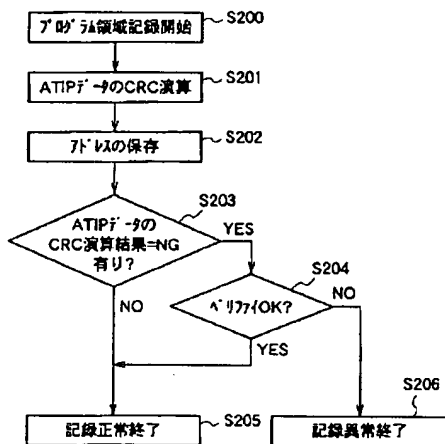 S200
プログラム領域記録開始
S201
ATIPデータのCRC演算
S202
アドレスの保存
S203
ATIPデータの
CRC演算結果=NG
有り?
YES
S204
NO
ベリファイOK?
NO
YES
S205
記録正常終了
S206
記録異常終了